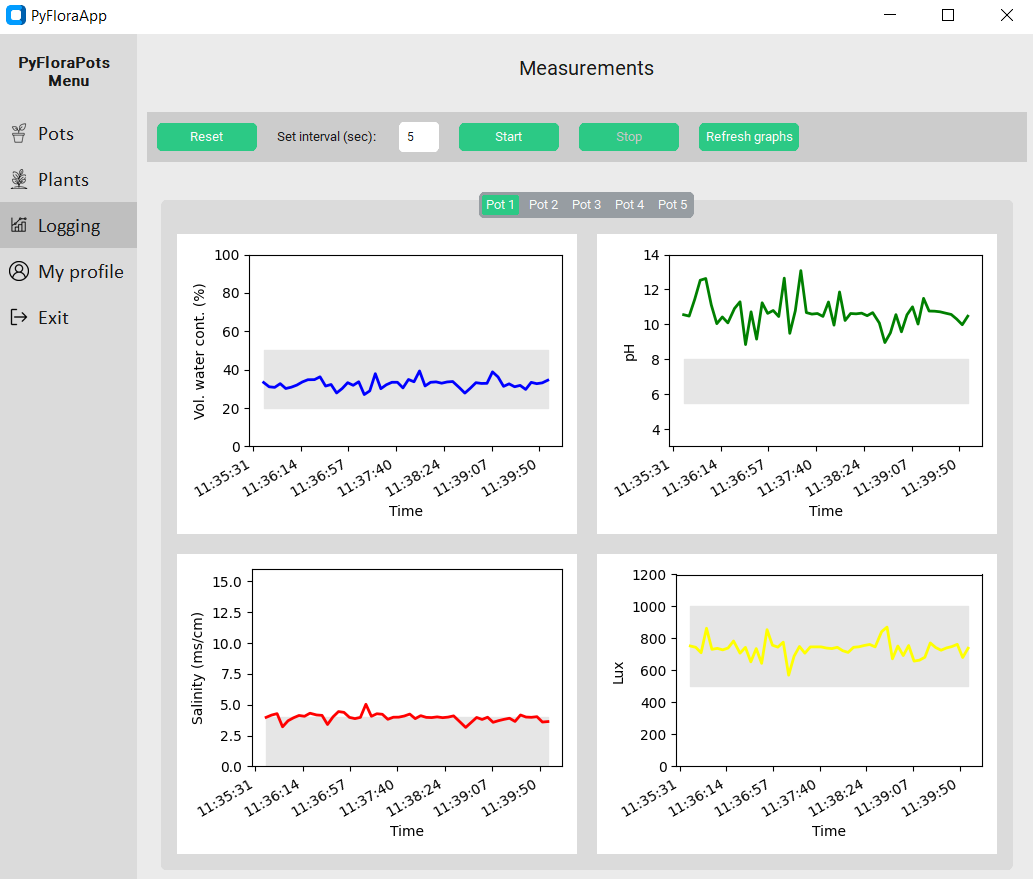 PyFloraApp
PyFloraPots
Menu
Pots
Plants
Logging
My profile
Exit
Measurements
Reset
Set interval (sec):
5
Start
Stop
Refresh graphs
Pot 1
Pot 2
Pot 3
Pot 4
Pot 5
Vol. water cont. (%)
100
80
60
40
20
0
11:35:31
11:36:14
11:36:57
11:37:40
11:38:24
11:39:07
11:39:50
Time
pH
14
12
10
8
6
4
11:35:31
11:36:14
11:36:57
11:37:40
11:38:24
11:39:07
11:39:50
Time
Salinity (ms/cm)
15.0
12.5
10.0
7.5
5.0
2.5
0.0
11:35:31
11:36:14
11:36:57
11:37:40
11:38:24
11:39:07
11:39:50
Time
Lux
1200
1000
800
600
400
200
0
11:35:31
11:36:14
11:36:57
11:37:40
11:38:24
11:39:07
11:39:50
Time